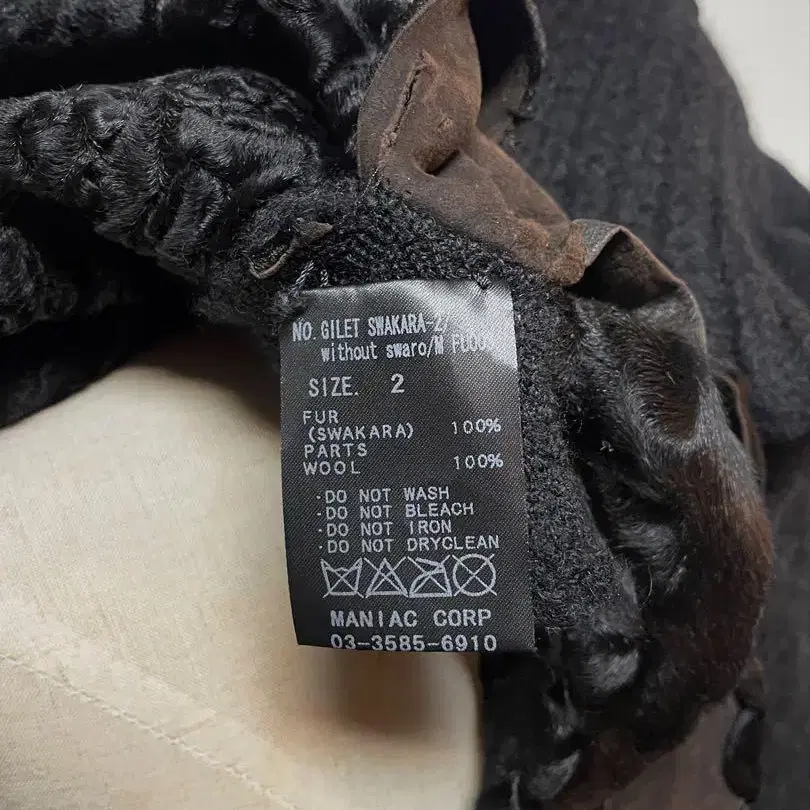 NO. GILET SWAKARA-2/
without swaro/M
SIZE. 2
FUR
(SWAKARA) 100%
PARTS
WOOL 100%
·DO NOT WASH
·DO NOT BLEACH
·DO NOT IRON
·DO NOT DRYCLEAN
MANIAC CORP
03-3585-6910